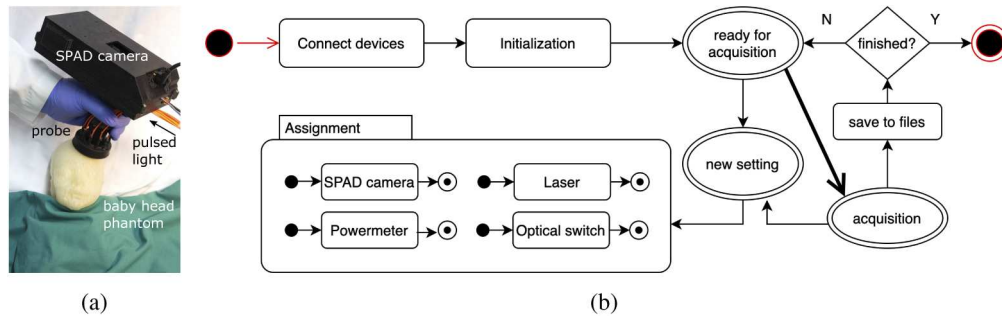 SPAD camera
probe
pulsed
light
baby head
phantom
(a)
Connect devices
Initialization
ready for
acquisition
N
finished?
Y
save to files
new setting
acquisition
Assignment
SPAD camera
Laser
Powermeter
Optical switch
(b)